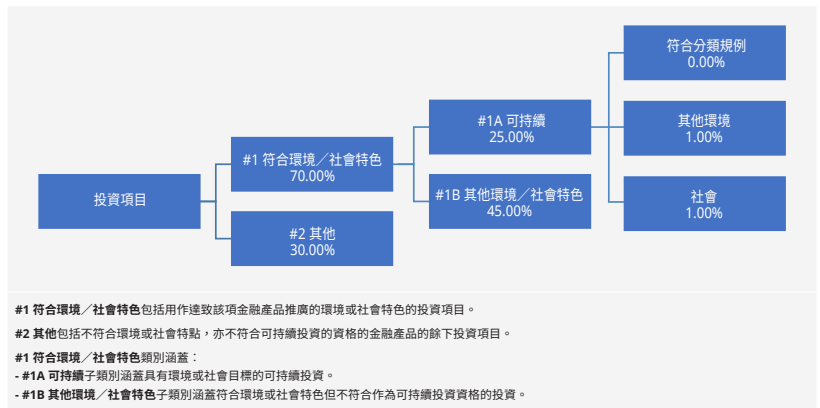 投資項目
#1 符合環境／社會特色
70.00%
#2 其他
30.00%
#1A 可持續
25.00%
#1B 其他環境／社會特色
45.00%
符合分類規例
0.00%
其他環境
1.00%
社會
1.00%
#1 符合環境／社會特色包括用作達致該項金融產品推廣的環境或社會特色的投資項目。
#2 其他包括不符合環境或社會特點，亦不符合可持續投資的資格的金融產品的餘下投資項目。
#1 符合環境／社會特色類別涵蓋：
- #1A 可持續子類別涵蓋具有環境或社會目標的可持續投資。
- #1B 其他環境／社會特色子類別涵蓋符合環境或社會特色但不符合作為可持續投資資格的投資。